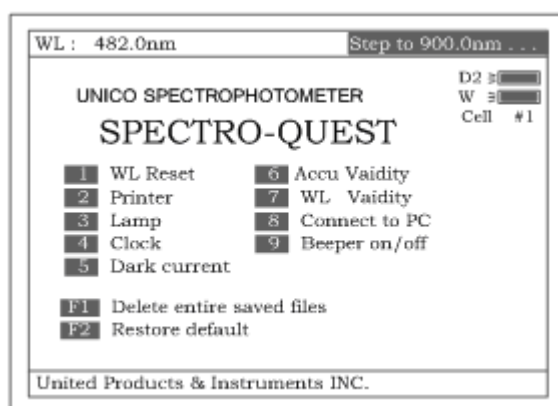 WL : 482.0nm Step to 900.0nm . . .
D2
UNICO SPECTROPHOTOMETER W
SPECTRO-QUEST Cell #1
1 WL Reset 6 Accu Vaidity
2 Printer 7 WL Vaidity
3 Lamp 8 Connect to PC
4 Clock 9 Beeper on/off
5 Dark current
F1 Delete entire saved files
F2 Restore default
United Products & Instruments INC.